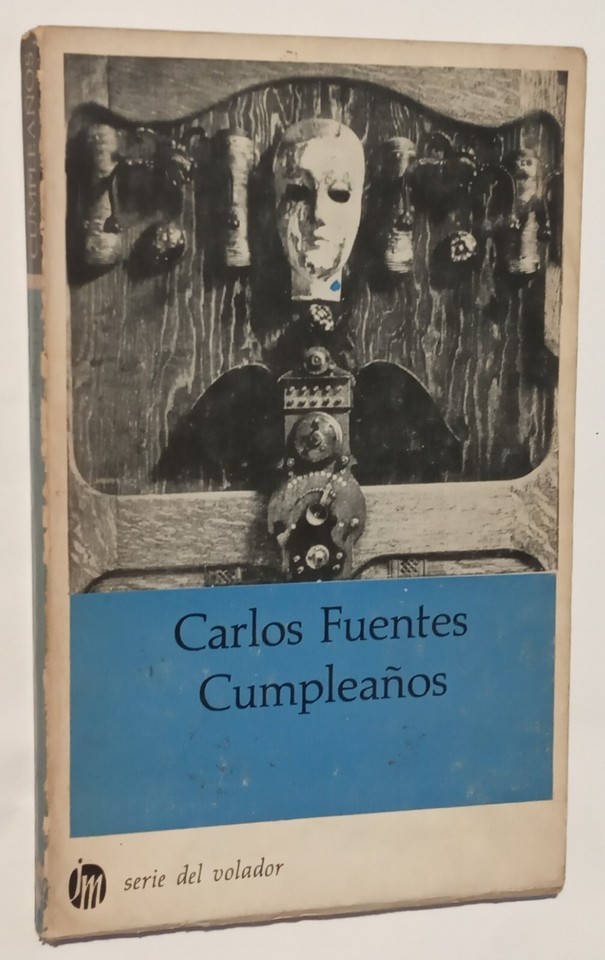 CUMPLEAÑOS
Carlos Fuentes
Cumpleaños
jm
serie del volador